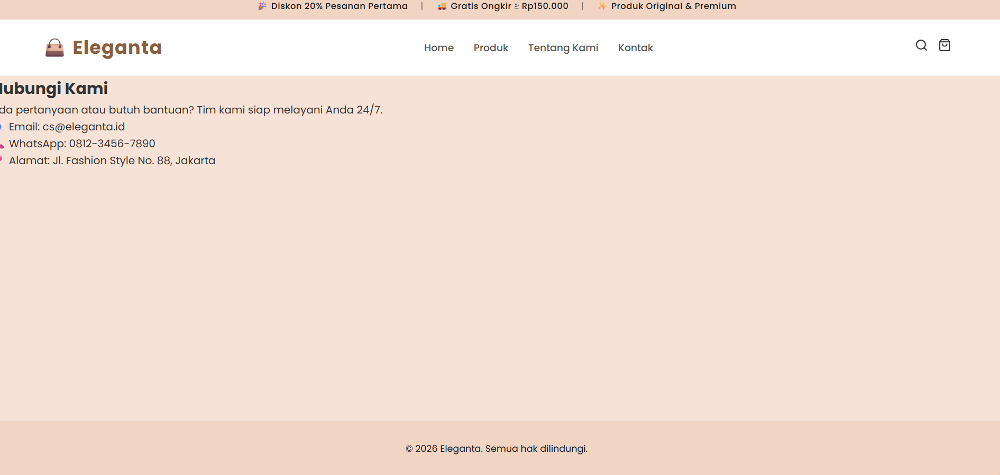 🎉 Diskon 20% Pesanan Pertama | 🚚 Gratis Ongkir ≥ Rp150.000 | ✨ Produk Original & Premium
Eleganta
Home Produk Tentang Kami Kontak
ubungi Kami
da pertanyaan atau butuh bantuan? Tim kami siap melayani Anda 24/7.
Email: cs@eleganta.id
WhatsApp: 0812-3456-7890
Alamat: Jl. Fashion Style No. 88, Jakarta
© 2026 Eleganta. Semua hak dilindungi.